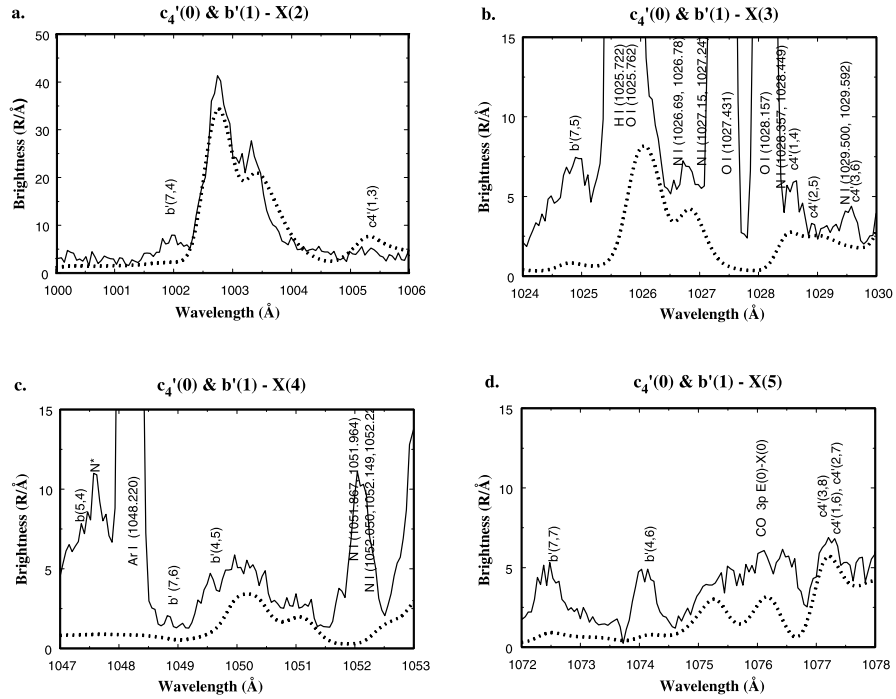 a.
c4'(0) & b'(1) - X(2)
Brightness (R/Å)
50
40
30
20
10
0
b'(7,4)
c4'(1,3)
1000 1001 1002 1003 1004 1005 1006
Wavelength (Å)
b.
c4'(0) & b'(1) - X(3)
Brightness (R/Å)
15
10
5
0
b'(7,5)
H I (1025.722)
O I (1025.762)
N I (1026.69, 1026.78)
N I (1027.15, 1027.24)
O I (1027.431)
O I (1028.157)
N I (1028.357, 1028.449)
c4'(1,4)
c4'(2,5)
N I (1029.500, 1029.592)
c4'(3,6)
1024 1025 1026 1027 1028 1029 1030
Wavelength (Å)
c.
c4'(0) & b'(1) - X(4)
Brightness (R/Å)
15
10
5
0
b(5,4)
N*
Ar I (1048.220)
b' (7,6)
b'(4,5)
N I (1051.867, 1051.964)
N I (1052.050,1052.149,1052.22
1047 1048 1049 1050 1051 1052 1053
Wavelength (Å)
d.
c4'(0) & b'(1) - X(5)
Brightness (R/Å)
15
10
5
0
b'(7,7)
b'(4,6)
CO 3p E(0)-X(0)
c4'(3,8)
c4'(1,6), c4'(2,7)
1072 1073 1074 1075 1076 1077 1078
Wavelength (Å)